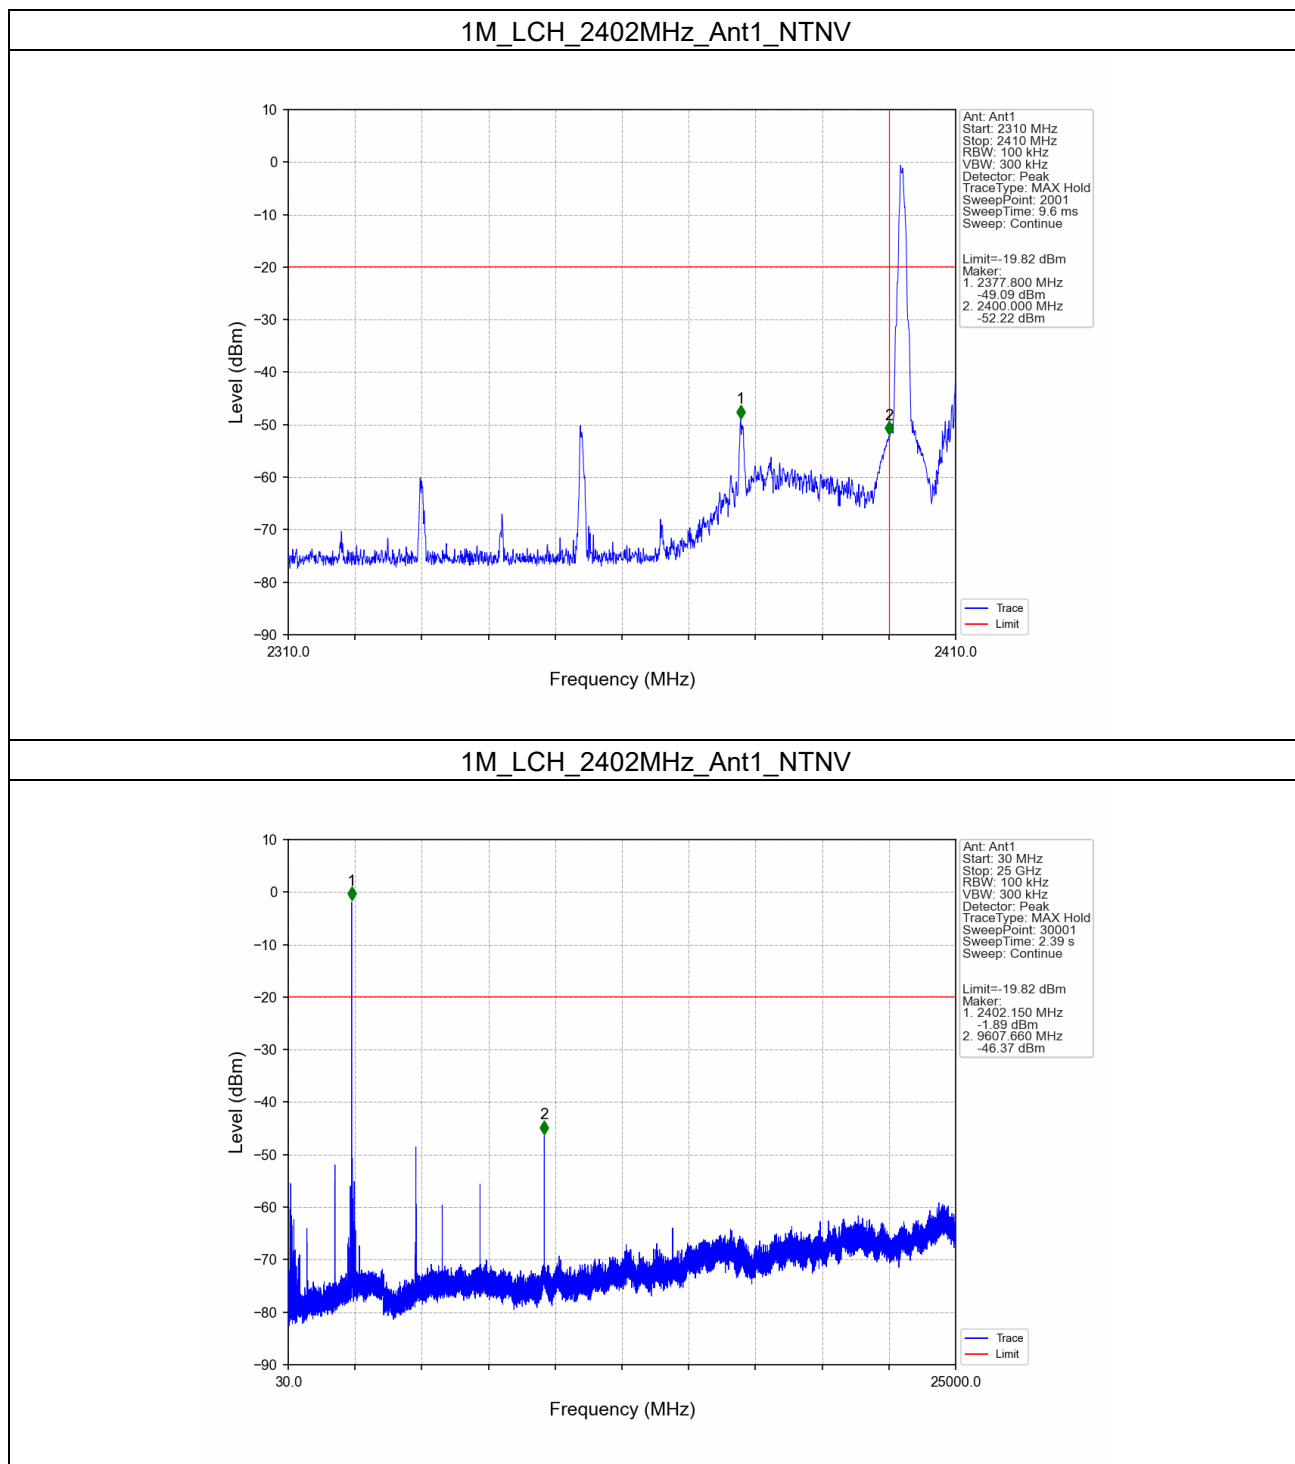 1M_LCH_2402MHz_Ant1_NTNV
10
0
−10
−20
−30
−40
−50
−60
−70
−80
−90
Level (dBm)
2310.0
2410.0
Frequency (MHz)
1
2
Ant: Ant1
Start: 2310 MHz
Stop: 2410 MHz
RBW: 100 kHz
VBW: 300 kHz
Detector: Peak
TraceType: MAX Hold
SweepPoint: 2001
SweepTime: 9.6 ms
Sweep: Continue
Limit=-19.82 dBm
Maker:
1. 2377.800 MHz
-49.09 dBm
2. 2400.000 MHz
-52.22 dBm
Trace
Limit
1M_LCH_2402MHz_Ant1_NTNV
10
0
−10
−20
−30
−40
−50
−60
−70
−80
−90
Level (dBm)
30.0
25000.0
Frequency (MHz)
1
2
Ant: Ant1
Start: 30 MHz
Stop: 25 GHz
RBW: 100 kHz
VBW: 300 kHz
Detector: Peak
TraceType: MAX Hold
SweepPoint: 30001
SweepTime: 2.39 s
Sweep: Continue
Limit=-19.82 dBm
Maker:
1. 2402.150 MHz
-1.89 dBm
2. 9607.660 MHz
-46.37 dBm
Trace
Limit